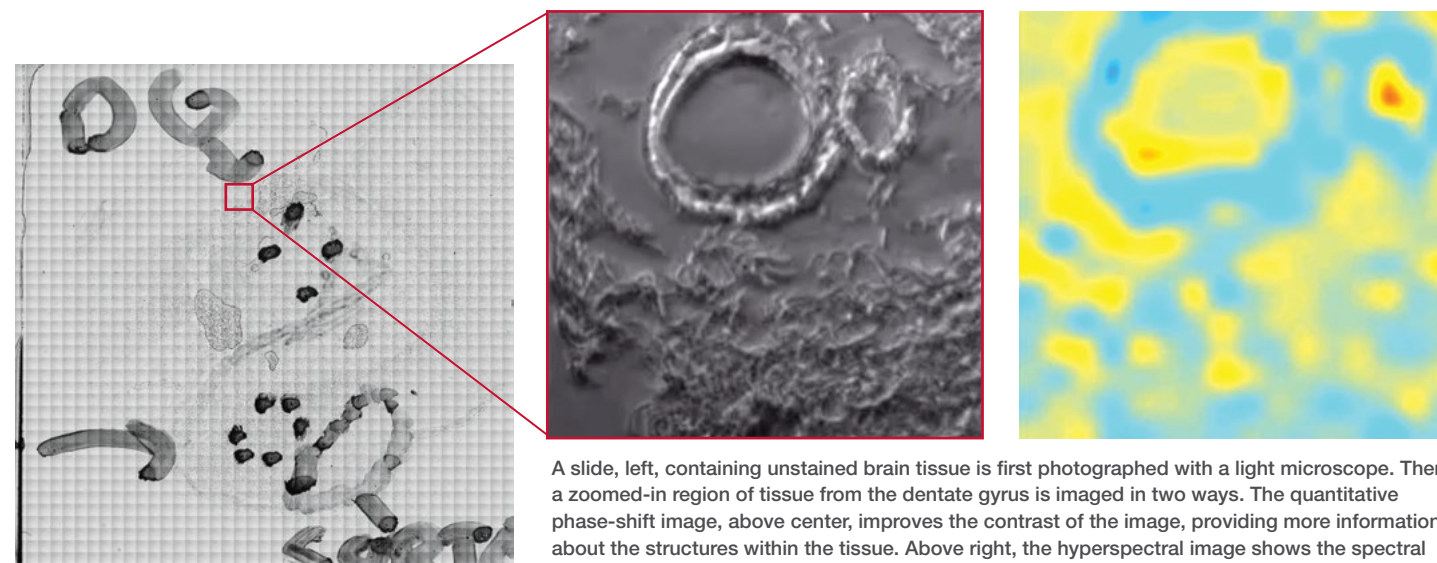 A slide, left, containing unstained brain tissue is first photographed with a light microscope. Then
a zoomed-in region of tissue from the dentate gyrus is imaged in two ways. The quantitative
phase-shift image, above center, improves the contrast of the image, providing more information
about the structures within the tissue. Above right, the hyperspectral image shows the spectral